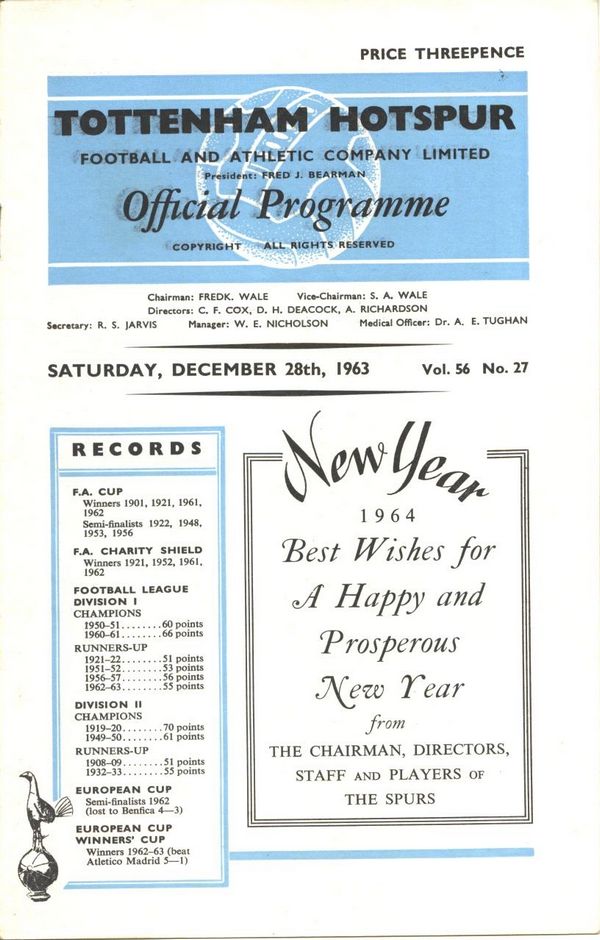 PRICE THREEPENCE
TOTTENHAM HOTSPUR
FOOTBALL AND ATHLETIC COMPANY LIMITED
President: FRED J. BEARMAN
Official Programme
COPYRIGHT ALL RIGHTS RESERVED
Chairman: FREDK. WALE Vice-Chairman: S. A. WALE
Directors: C. F. COX, D. H. DEACOCK, A. RICHARDSON
Secretary: R. S. JARVIS Manager: W. E. NICHOLSON Medical Officer: Dr. A. E. TUGHAN
SATURDAY, DECEMBER 28th, 1963 Vol. 56 No. 27
RECORDS
F.A. CUP
Winners 1901, 1921, 1961,
1962
Semi-finalists 1922, 1948,
1953, 1956
F.A. CHARITY SHIELD
Winners 1921, 1952, 1961,
1962
FOOTBALL LEAGUE
DIVISION I
CHAMPIONS
1950-51........60 points
1960-61........66 points
RUNNERS-UP
1921-22........51 points
1951-52........53 points
1956-57........56 points
1962-63........55 points
DIVISION II
CHAMPIONS
1919-20........70 points
1949-50........61 points
RUNNERS-UP
1908-09........51 points
1932-33........55 points
EUROPEAN CUP
Semi-finalists 1962
(lost to Benfica 4—3)
EUROPEAN CUP
WINNERS' CUP
Winners 1962-63 (beat
Atletico Madrid 5—1)
New Year
1964
Best Wishes for
A Happy and
Prosperous
New Year
from
THE CHAIRMAN, DIRECTORS,
STAFF AND PLAYERS OF
THE SPURS